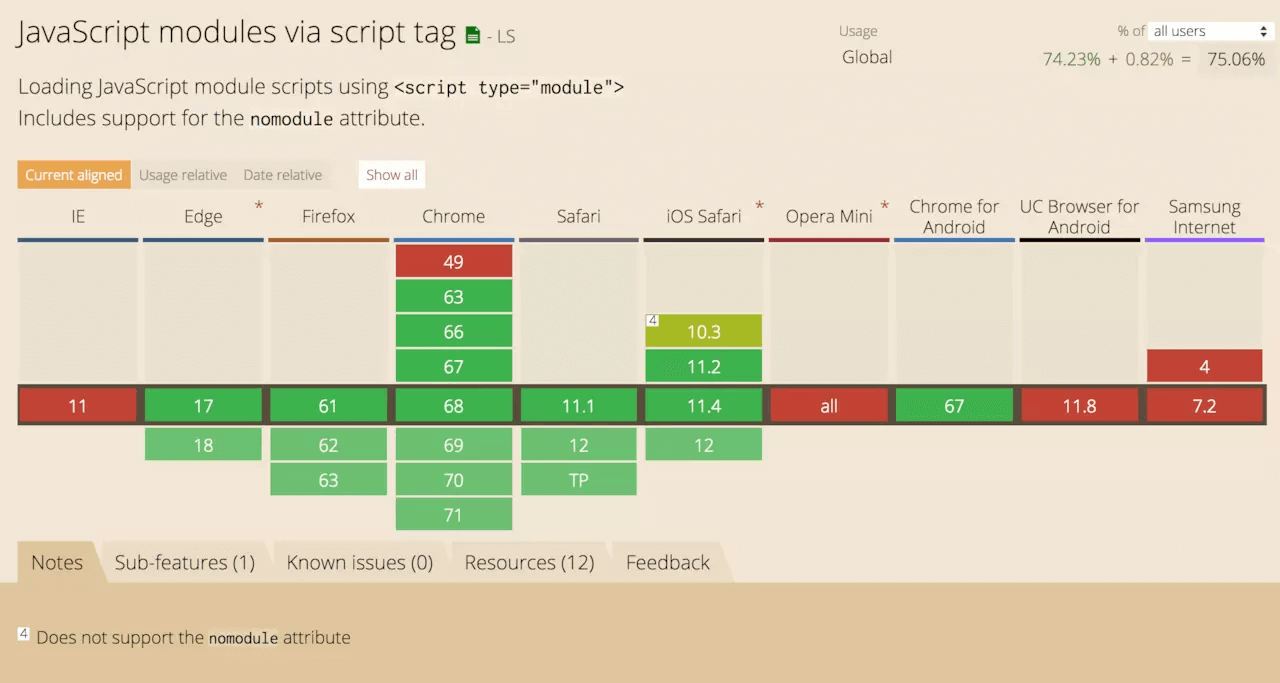 JavaScript modules via script tag - LS
Usage % of all users
Global 74.23% + 0.82% = 75.06%
Loading JavaScript module scripts using <script type="module">
Includes support for the nomodule attribute.
Current aligned Usage relative Date relative Show all
IE Edge * Firefox Chrome Safari iOS Safari * Opera Mini * Chrome for Android UC Browser for Android Samsung Internet
49
63
66 4 10.3
67 11.2 4
11 17 61 68 11.1 11.4 all 67 11.8 7.2
18 62 69 12 12
63 70 TP
71
Notes Sub-features (1) Known issues (0) Resources (12) Feedback
4 Does not support the nomodule attribute